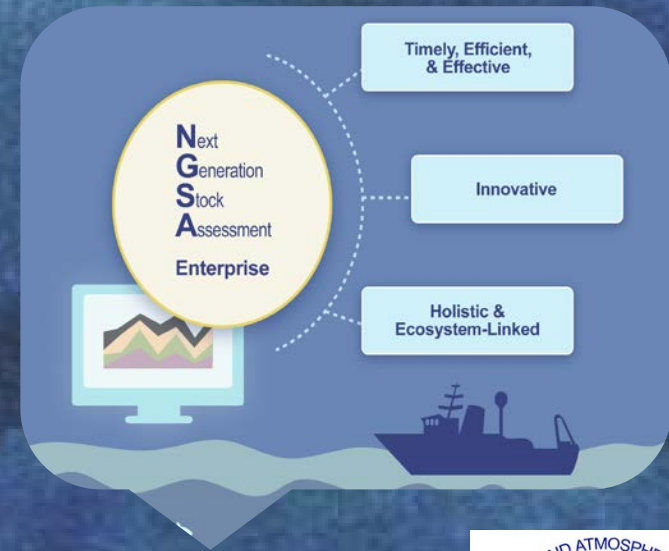 Next
Generation
Stock
Assessment
Enterprise
Timely, Efficient,
& Effective
Innovative
Holistic &
Ecosystem-Linked
ATMOSPH